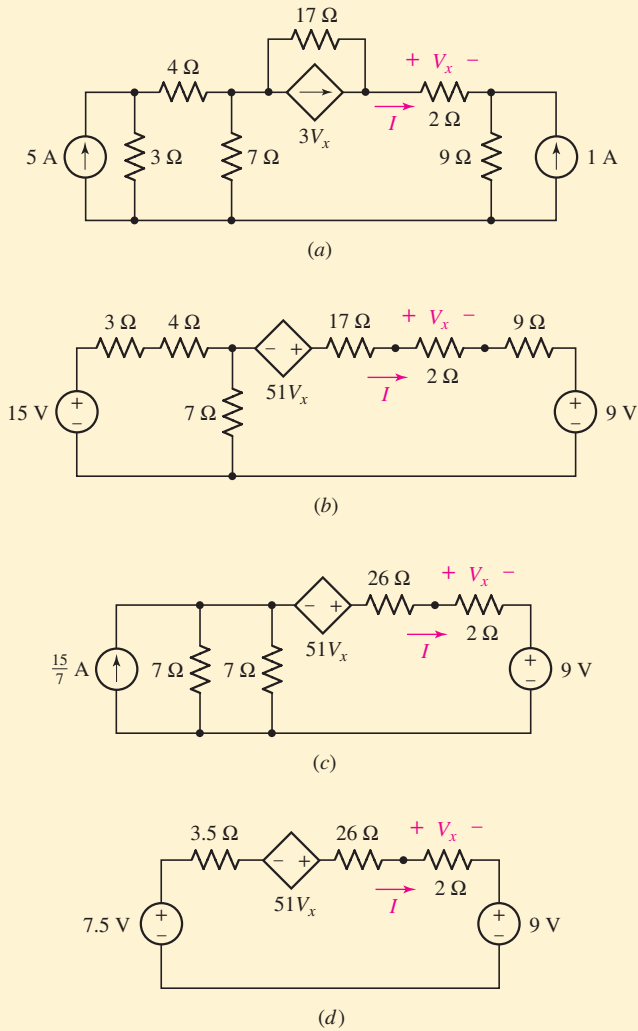 17 Ω
4 Ω
+ Vx −
3Vx
I
2 Ω
5 A
3 Ω
7 Ω
9 Ω
1 A
(a)
3 Ω
4 Ω
17 Ω
+ Vx −
9 Ω
− +
51Vx
I
2 Ω
15 V
+
−
7 Ω
+
−
9 V
(b)
26 Ω
+ Vx −
− +
51Vx
I
2 Ω
15/7 A
7 Ω
7 Ω
+
−
9 V
(c)
3.5 Ω
26 Ω
+ Vx −
− +
51Vx
I
2 Ω
7.5 V
+
−
+
−
9 V
(d)